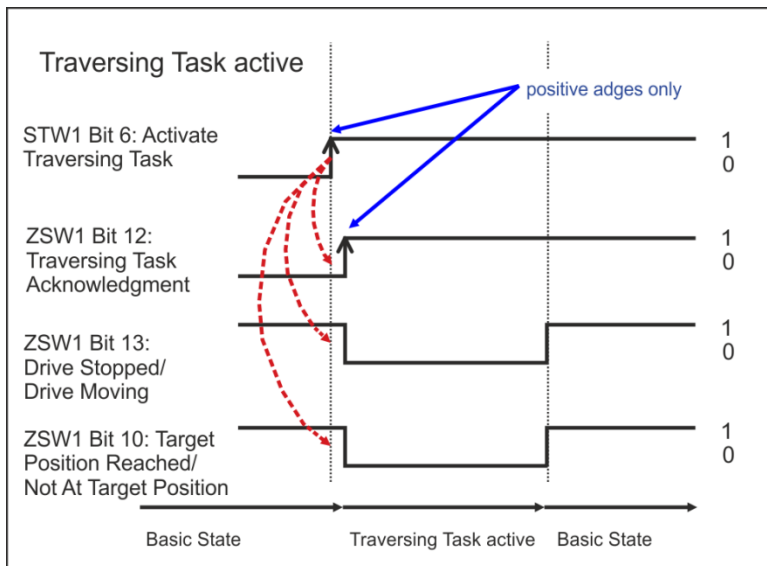 Traversing Task active
positive adges only
STW1 Bit 6: Activate
Traversing Task
1
0
ZSW1 Bit 12:
Traversing Task
Acknowledgment
1
0
ZSW1 Bit 13:
Drive Stopped/
Drive Moving
1
0
ZSW1 Bit 10: Target
Position Reached/
Not At Target Position
1
0
Basic State
Traversing Task active
Basic State